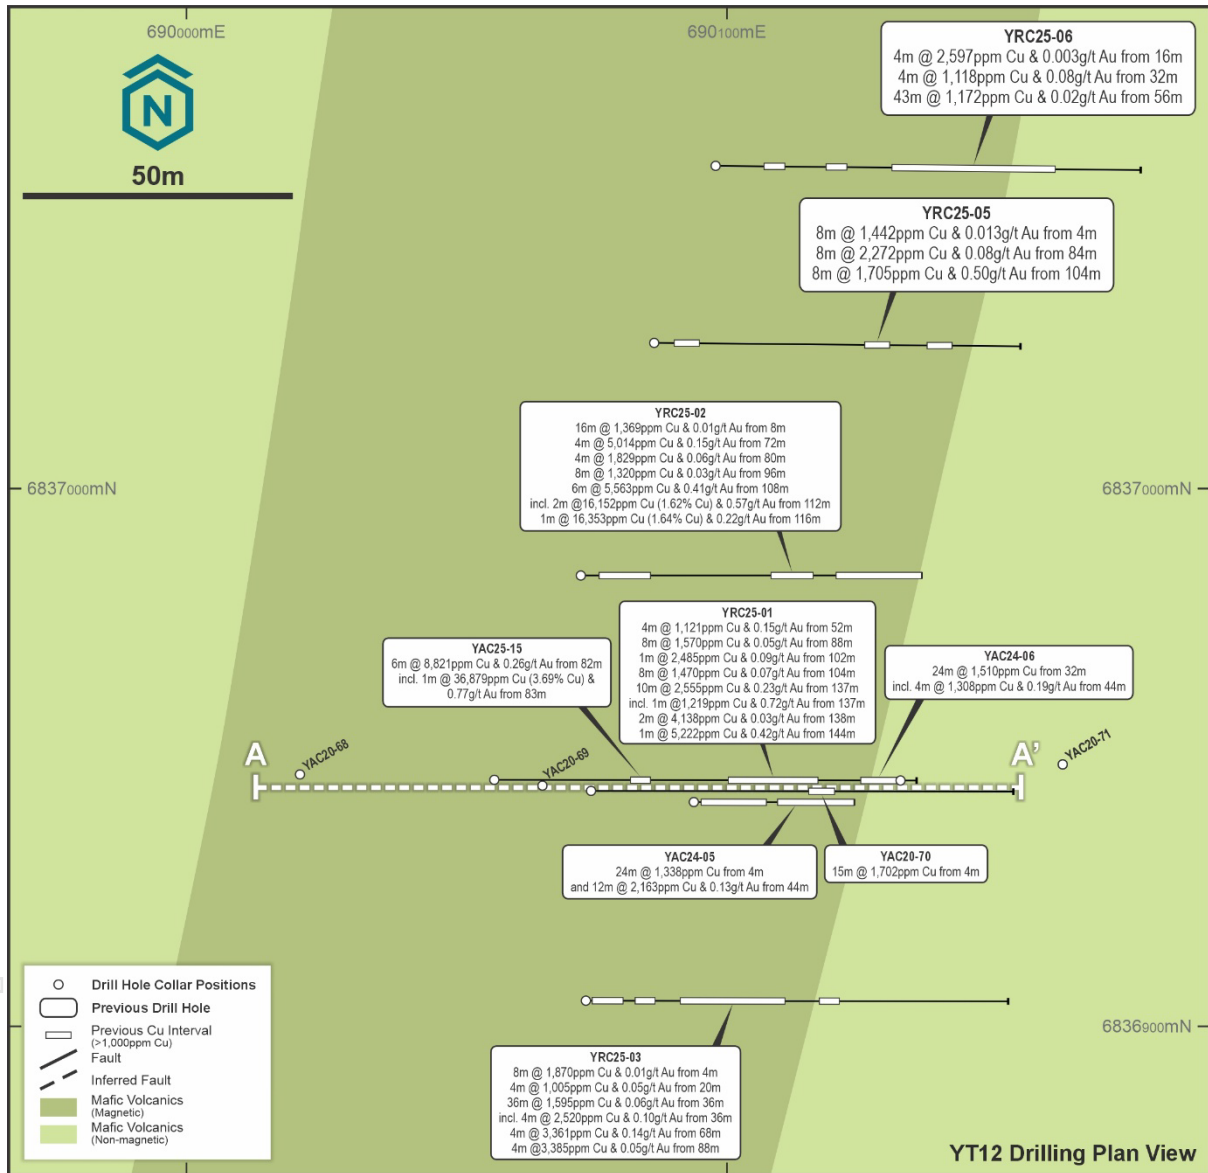 690000mE
690100mE
N
50m
YRC25-06
4m @ 2,597ppm Cu & 0.003g/t Au from 16m
4m @ 1,118ppm Cu & 0.08g/t Au from 32m
43m @ 1,172ppm Cu & 0.02g/t Au from 56m
YRC25-05
8m @ 1,442ppm Cu & 0.013g/t Au from 4m
8m @ 2,272ppm Cu & 0.08g/t Au from 84m
8m @ 1,705ppm Cu & 0.50g/t Au from 104m
YRC25-02
16m @ 1,369ppm Cu & 0.01g/t Au from 8m
4m @ 5,014ppm Cu & 0.15g/t Au from 72m
4m @ 1,829ppm Cu & 0.06g/t Au from 80m
8m @ 1,320ppm Cu & 0.03g/t Au from 96m
6m @ 5,563ppm Cu & 0.41g/t Au from 108m
incl. 2m @16,152ppm Cu (1.62% Cu) & 0.57g/t Au from 112m
1m @ 16,353ppm Cu (1.64% Cu) & 0.22g/t Au from 116m
6837000mN
6837000mN
YRC25-01
4m @ 1,121ppm Cu & 0.15g/t Au from 52m
8m @ 1,570ppm Cu & 0.05g/t Au from 88m
1m @ 2,485ppm Cu & 0.09g/t Au from 102m
8m @ 1,470ppm Cu & 0.07g/t Au from 104m
10m @ 2,555ppm Cu & 0.23g/t Au from 137m
incl. 1m @1,219ppm Cu & 0.72g/t Au from 137m
2m @ 4,138ppm Cu & 0.03g/t Au from 138m
1m @ 5,222ppm Cu & 0.42g/t Au from 144m
YAC25-15
6m @ 8,821ppm Cu & 0.26g/t Au from 82m
incl. 1m @ 36,879ppm Cu (3.69% Cu) &
0.77g/t Au from 83m
YAC24-06
24m @ 1,510ppm Cu from 32m
incl. 4m @ 1,308ppm Cu & 0.19g/t Au from 44m
A
YAC20-68
YAC20-69
A'
YAC20-71
YAC24-05
24m @ 1,338ppm Cu from 4m
and 12m @ 2,163ppm Cu & 0.13g/t Au from 44m
YAC20-70
15m @ 1,702ppm Cu from 4m
6836900mN
YRC25-03
8m @ 1,870ppm Cu & 0.01g/t Au from 4m
4m @ 1,005ppm Cu & 0.05g/t Au from 20m
36m @ 1,595ppm Cu & 0.06g/t Au from 36m
incl. 4m @ 2,520ppm Cu & 0.10g/t Au from 36m
4m @ 3,361ppm Cu & 0.14g/t Au from 68m
4m @3,385ppm Cu & 0.05g/t Au from 88m
Drill Hole Collar Positions
Previous Drill Hole
Previous Cu Interval
(>1,000ppm Cu)
Fault
Inferred Fault
Mafic Volcanics
(Magnetic)
Mafic Volcanics
(Non-magnetic)
YT12 Drilling Plan View